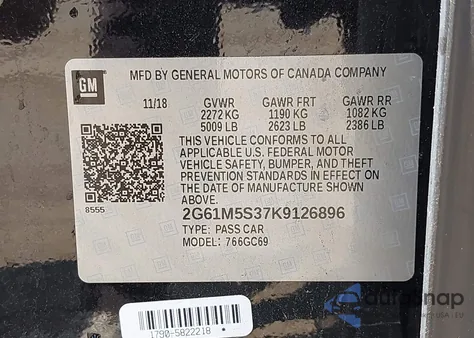 GM
MFD BY GENERAL MOTORS OF CANADA COMPANY
11/18 GVWR GAWR FRT GAWR RR
2272 KG 1190 KG 1082 KG
5009 LB 2623 LB 2386 LB
THIS VEHICLE CONFORMS TO ALL
APPLICABLE U.S. FEDERAL MOTOR
VEHICLE SAFETY, BUMPER, AND THEFT
PREVENTION STANDARDS IN EFFECT ON
THE DATE OF MANUFACTURE SHOWN
ABOVE.
8555
2G61M5S37K9126896
TYPE: PASS CAR
MODEL: 766GC69
1790-5822218
autosnap